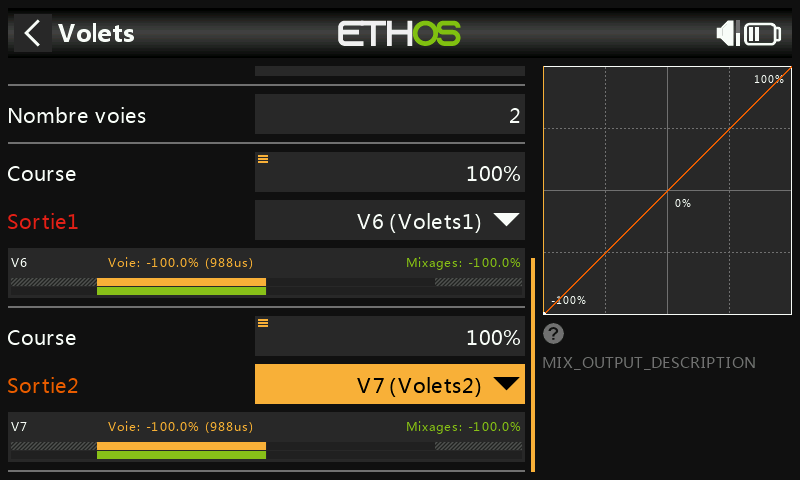 Volets
ETHOS
Nombre voies
2
Course
100%
Sortie1
V6 (Volets1)
V6
Voie: -100.0% (988us)
Mixages: -100.0%
Course
100%
Sortie2
V7 (Volets2)
V7
Voie: -100.0% (988us)
Mixages: -100.0%
100%
0%
-100%
?
MIX_OUTPUT_DESCRIPTION